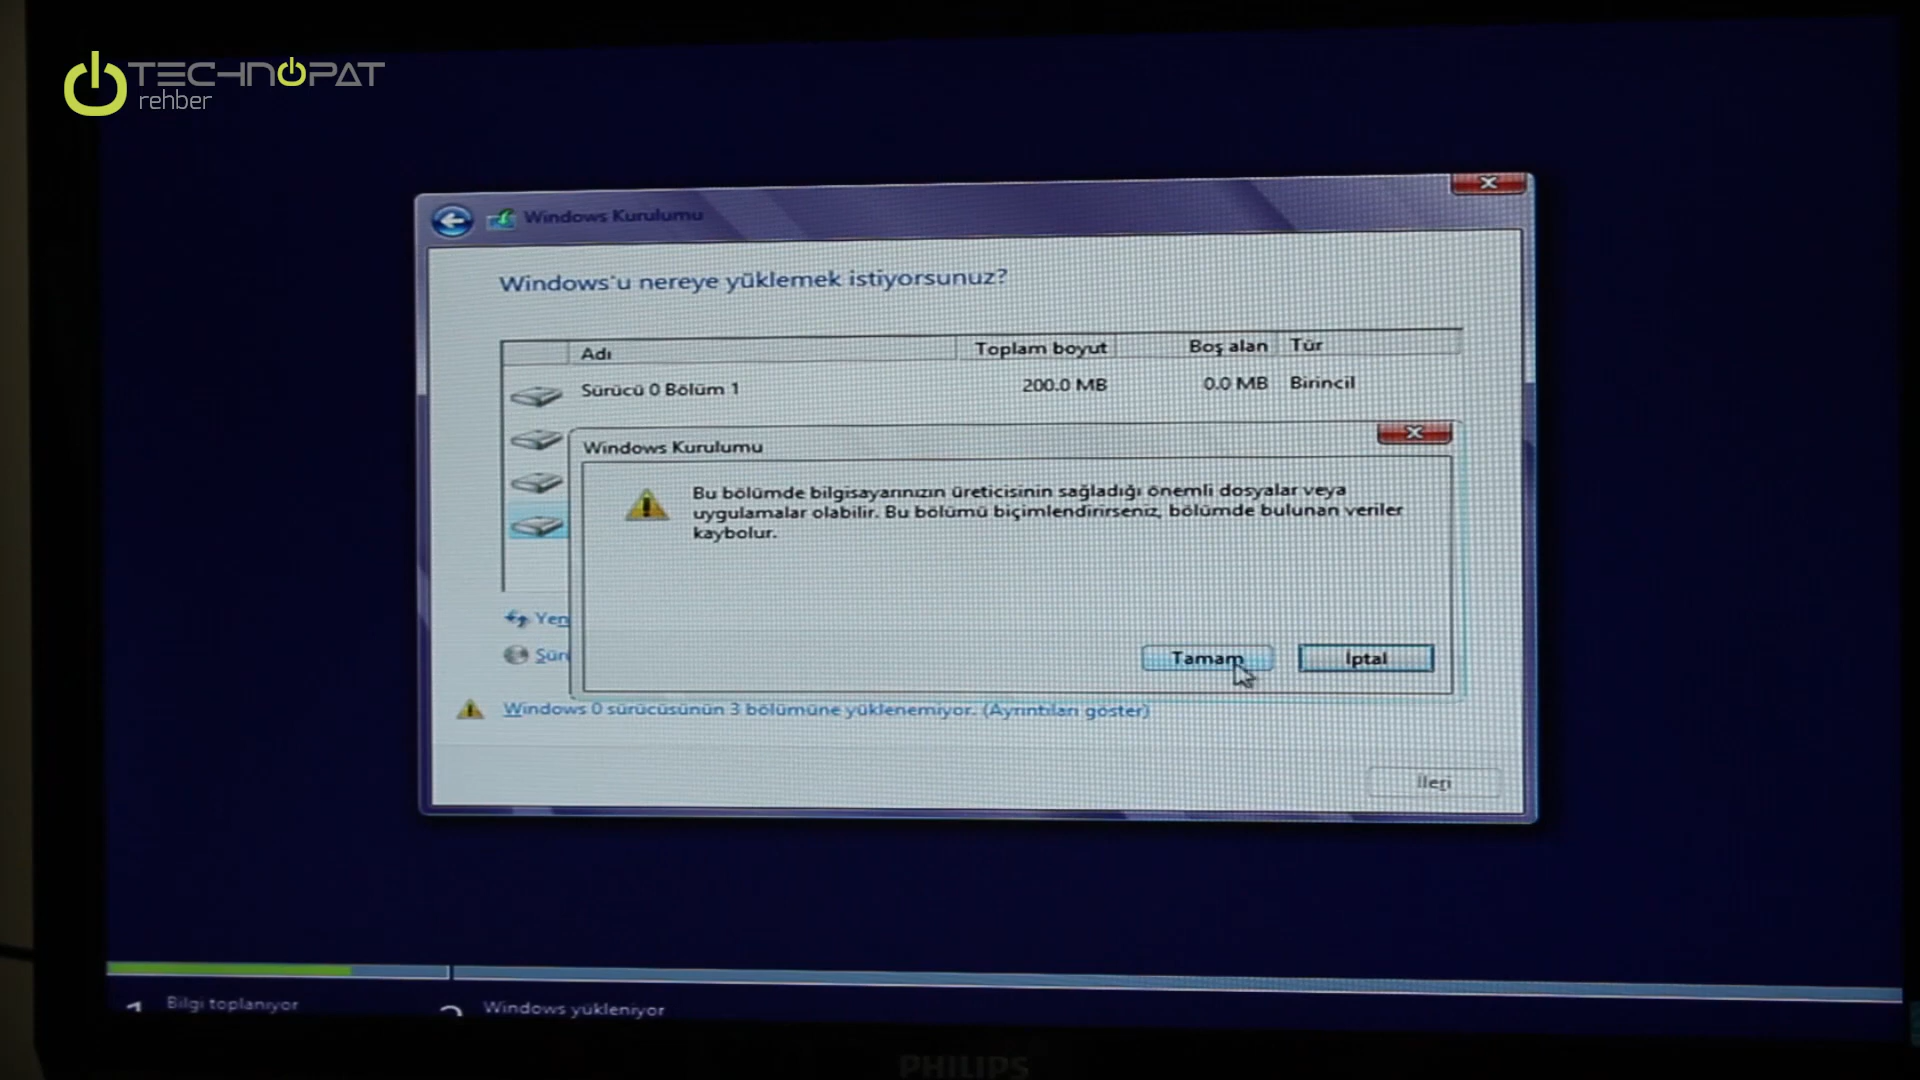 TECHNOPAT
rehber
Windows Kurulumu
Windows'u nereye yüklemek istiyorsunuz?
Adı Toplam boyut Boş alan Tür
Sürücü 0 Bölüm 1 200.0 MB 0.0 MB Birincil
Windows Kurulumu
Bu bölümde bilgisayarınızın üreticisinin sağladığı önemli dosyalar veya
uygulamalar olabilir. Bu bölümü biçimlendirirseniz, bölümde bulunan veriler
kaybolur.
Yen
Tamam İptal
Sür
Windows 0 sürücüsünün 3 bölümüne yüklenemiyor. (Ayrıntıları göster)
İleri
Bilgi toplanıyor
Windows yükleniyor
PHILIPS